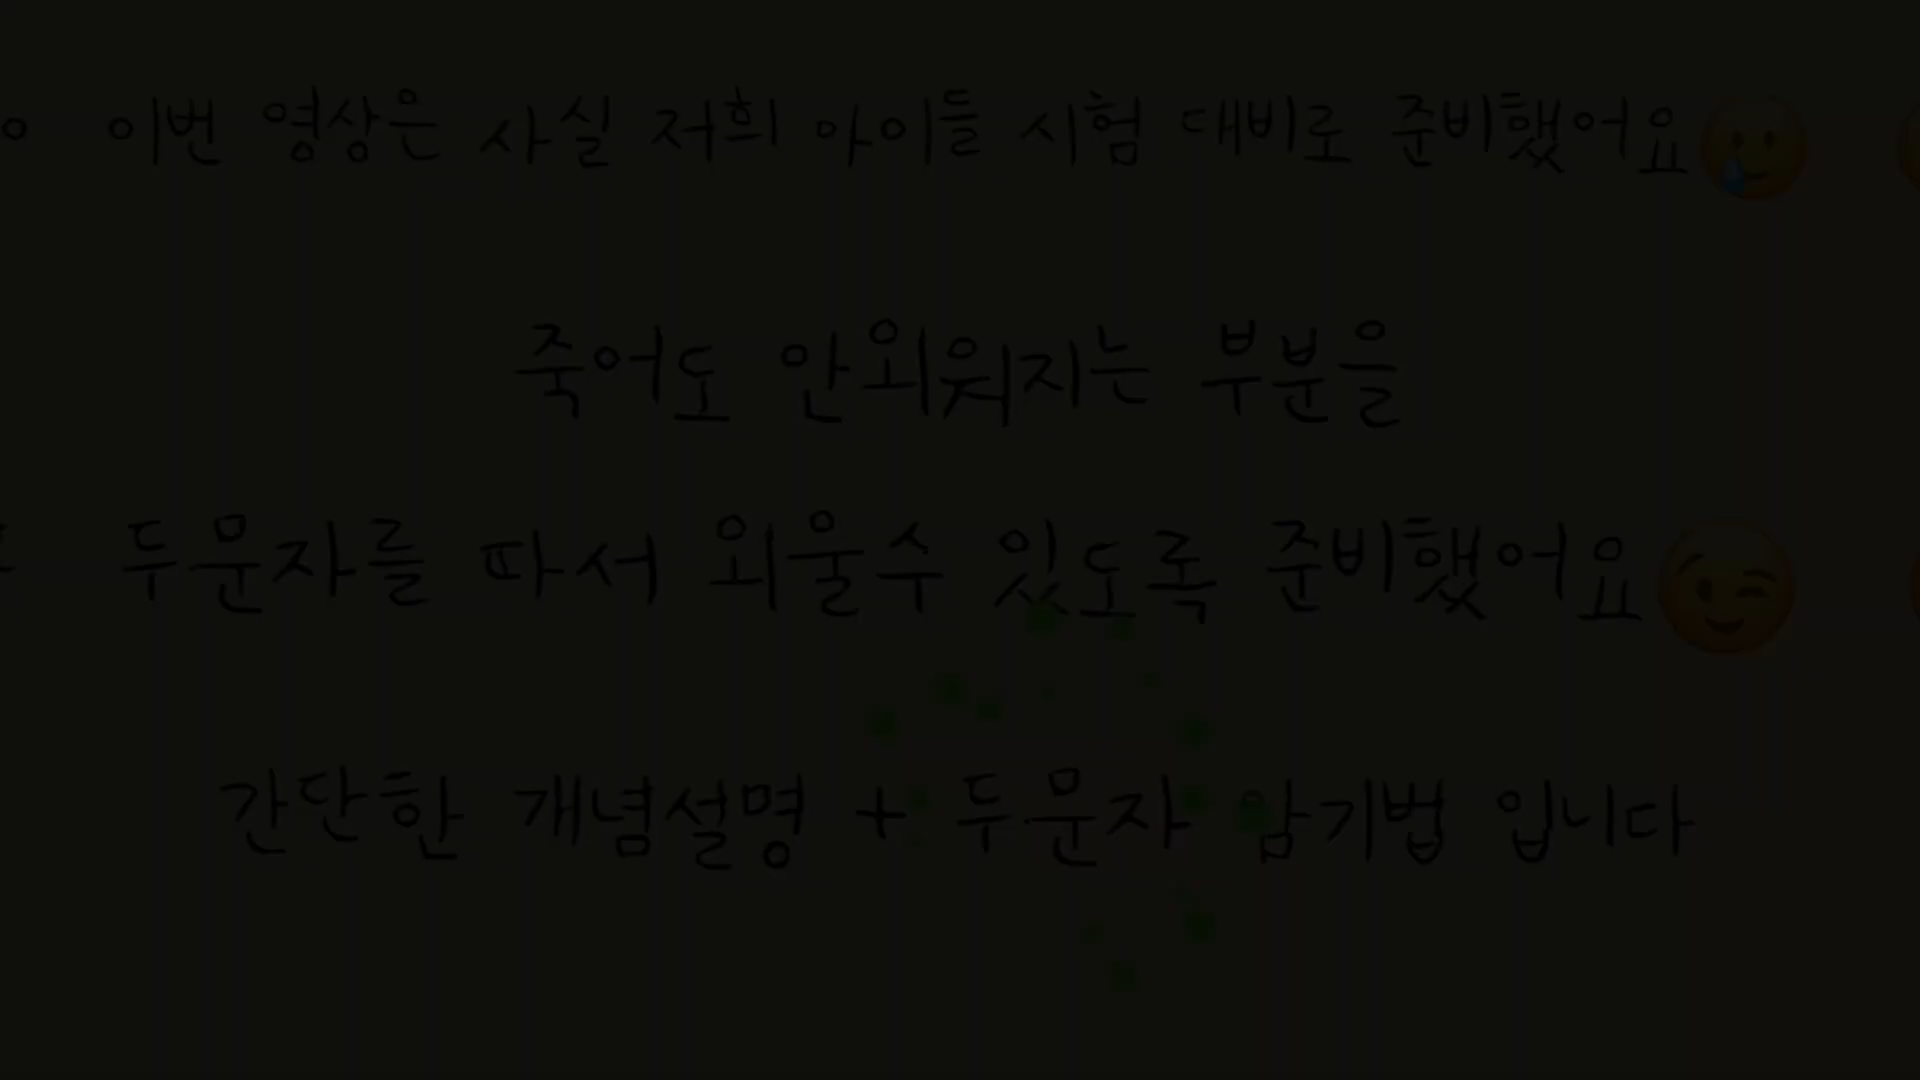 이번 영상은 사실 저희 아이들 시험 대비로 준비했어요🥲
죽어도 안외워지는 부분을
두문자를 따서 외울수 있도록 준비했어요😉
간단한 개념설명 + 두문자 암기법 입니다